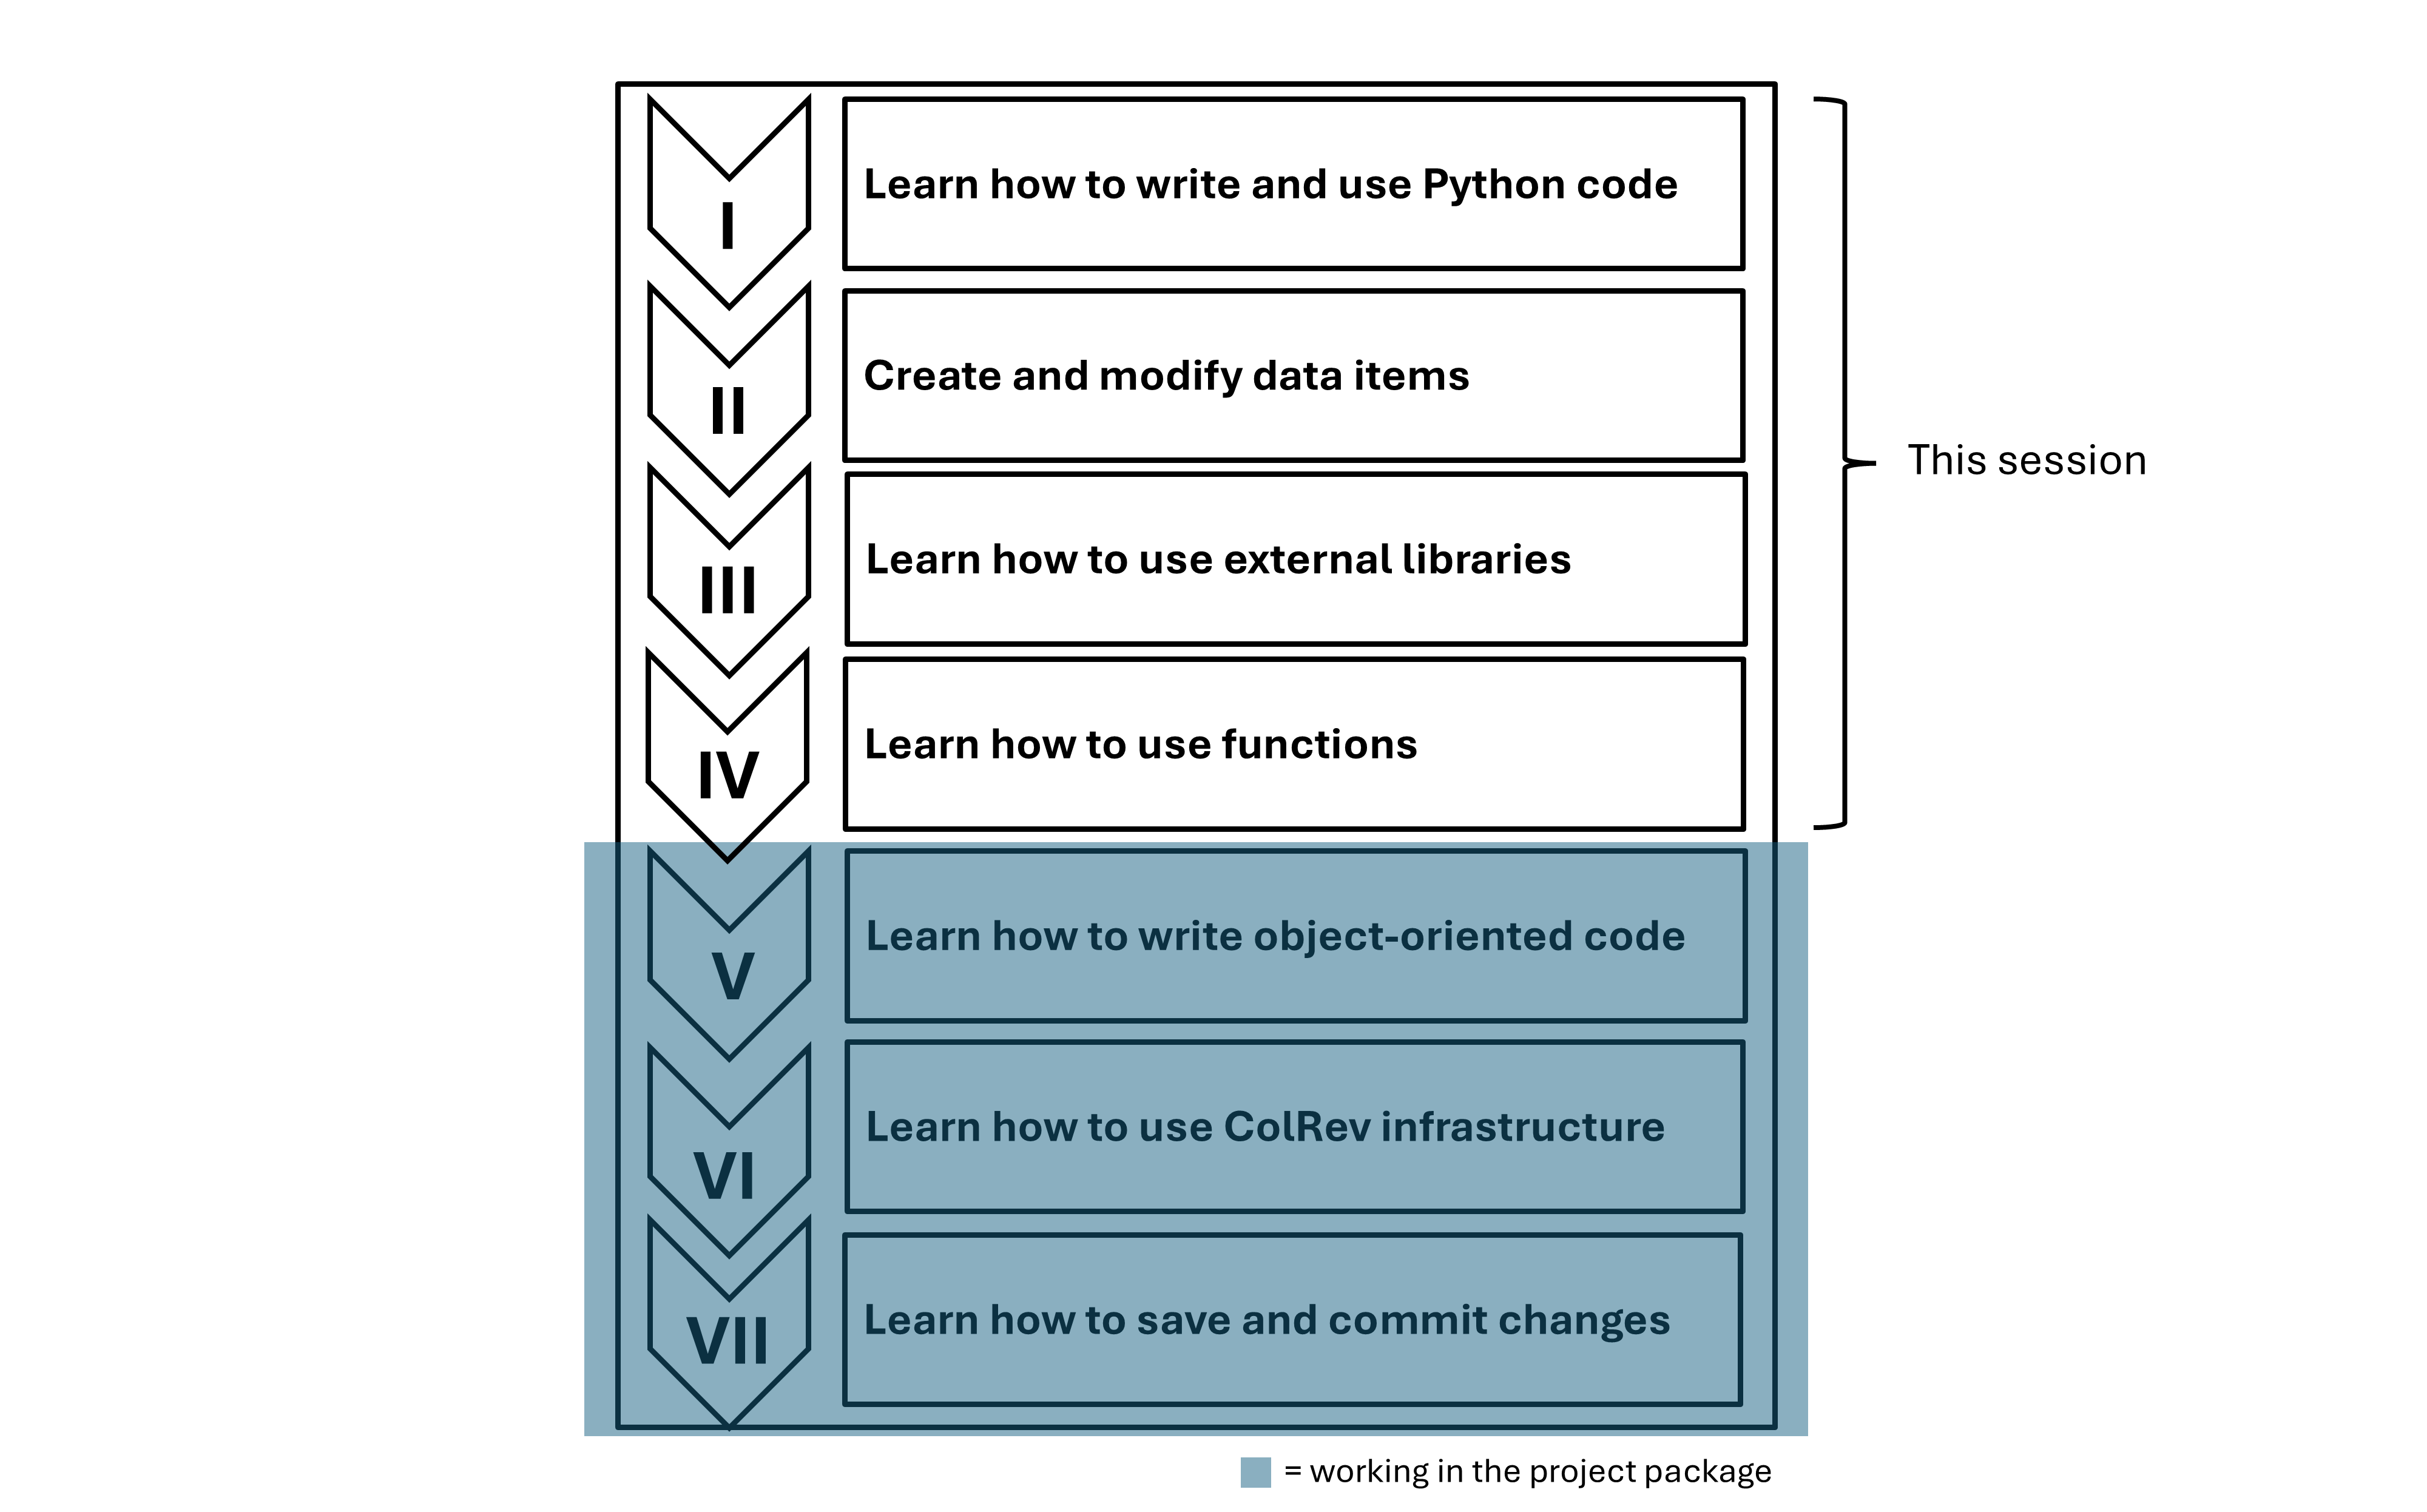 I
Learn how to write and use Python code
II
Create and modify data items
This session
III
Learn how to use external libraries
IV
Learn how to use functions
V
Learn how to write object-oriented code
VI
Learn how to use ColRev infrastructure
VII
Learn how to save and commit changes
= working in the project package